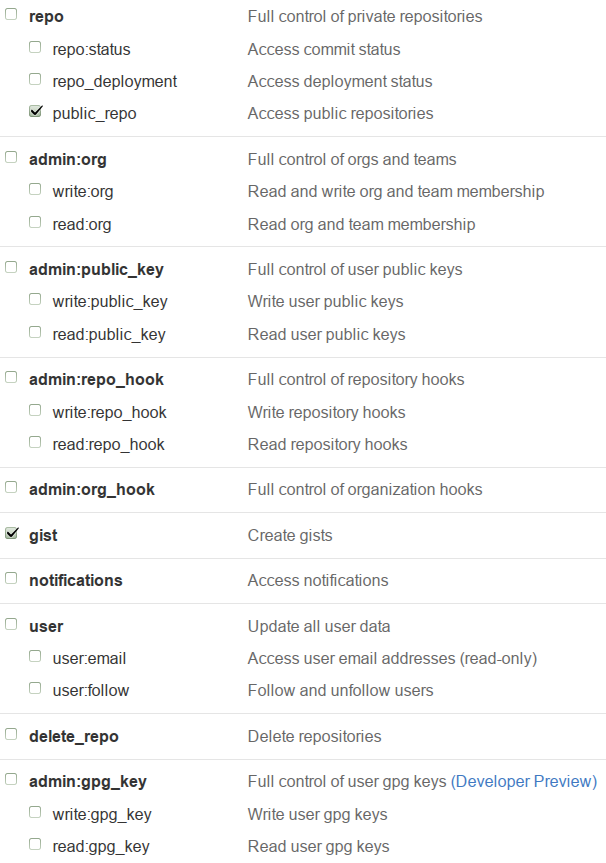 repo Full control of private repositories
repo:status Access commit status
repo_deployment Access deployment status
public_repo Access public repositories
admin:org Full control of orgs and teams
write:org Read and write org and team membership
read:org Read org and team membership
admin:public_key Full control of user public keys
write:public_key Write user public keys
read:public_key Read user public keys
admin:repo_hook Full control of repository hooks
write:repo_hook Write repository hooks
read:repo_hook Read repository hooks
admin:org_hook Full control of organization hooks
gist Create gists
notifications Access notifications
user Update all user data
user:email Access user email addresses (read-only)
user:follow Follow and unfollow users
delete_repo Delete repositories
admin:gpg_key Full control of user gpg keys (Developer Preview)
write:gpg_key Write user gpg keys
read:gpg_key Read user gpg keys